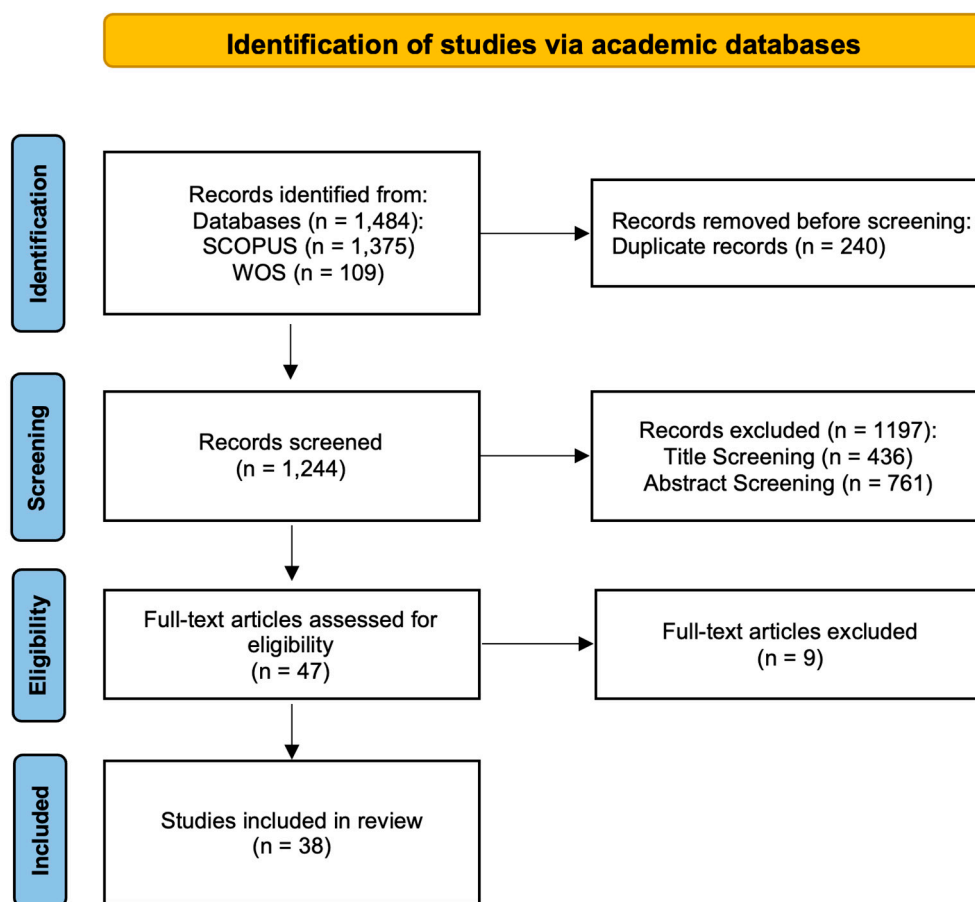 Identification of studies via academic databases
Identification
Records identified from:
Databases (n = 1,484):
SCOPUS (n = 1,375)
WOS (n = 109)
Records removed before screening:
Duplicate records (n = 240)
Screening
Records screened
(n = 1,244)
Records excluded (n = 1197):
Title Screening (n = 436)
Abstract Screening (n = 761)
Eligibility
Full-text articles assessed for
eligibility
(n = 47)
Full-text articles excluded
(n = 9)
Included
Studies included in review
(n = 38)